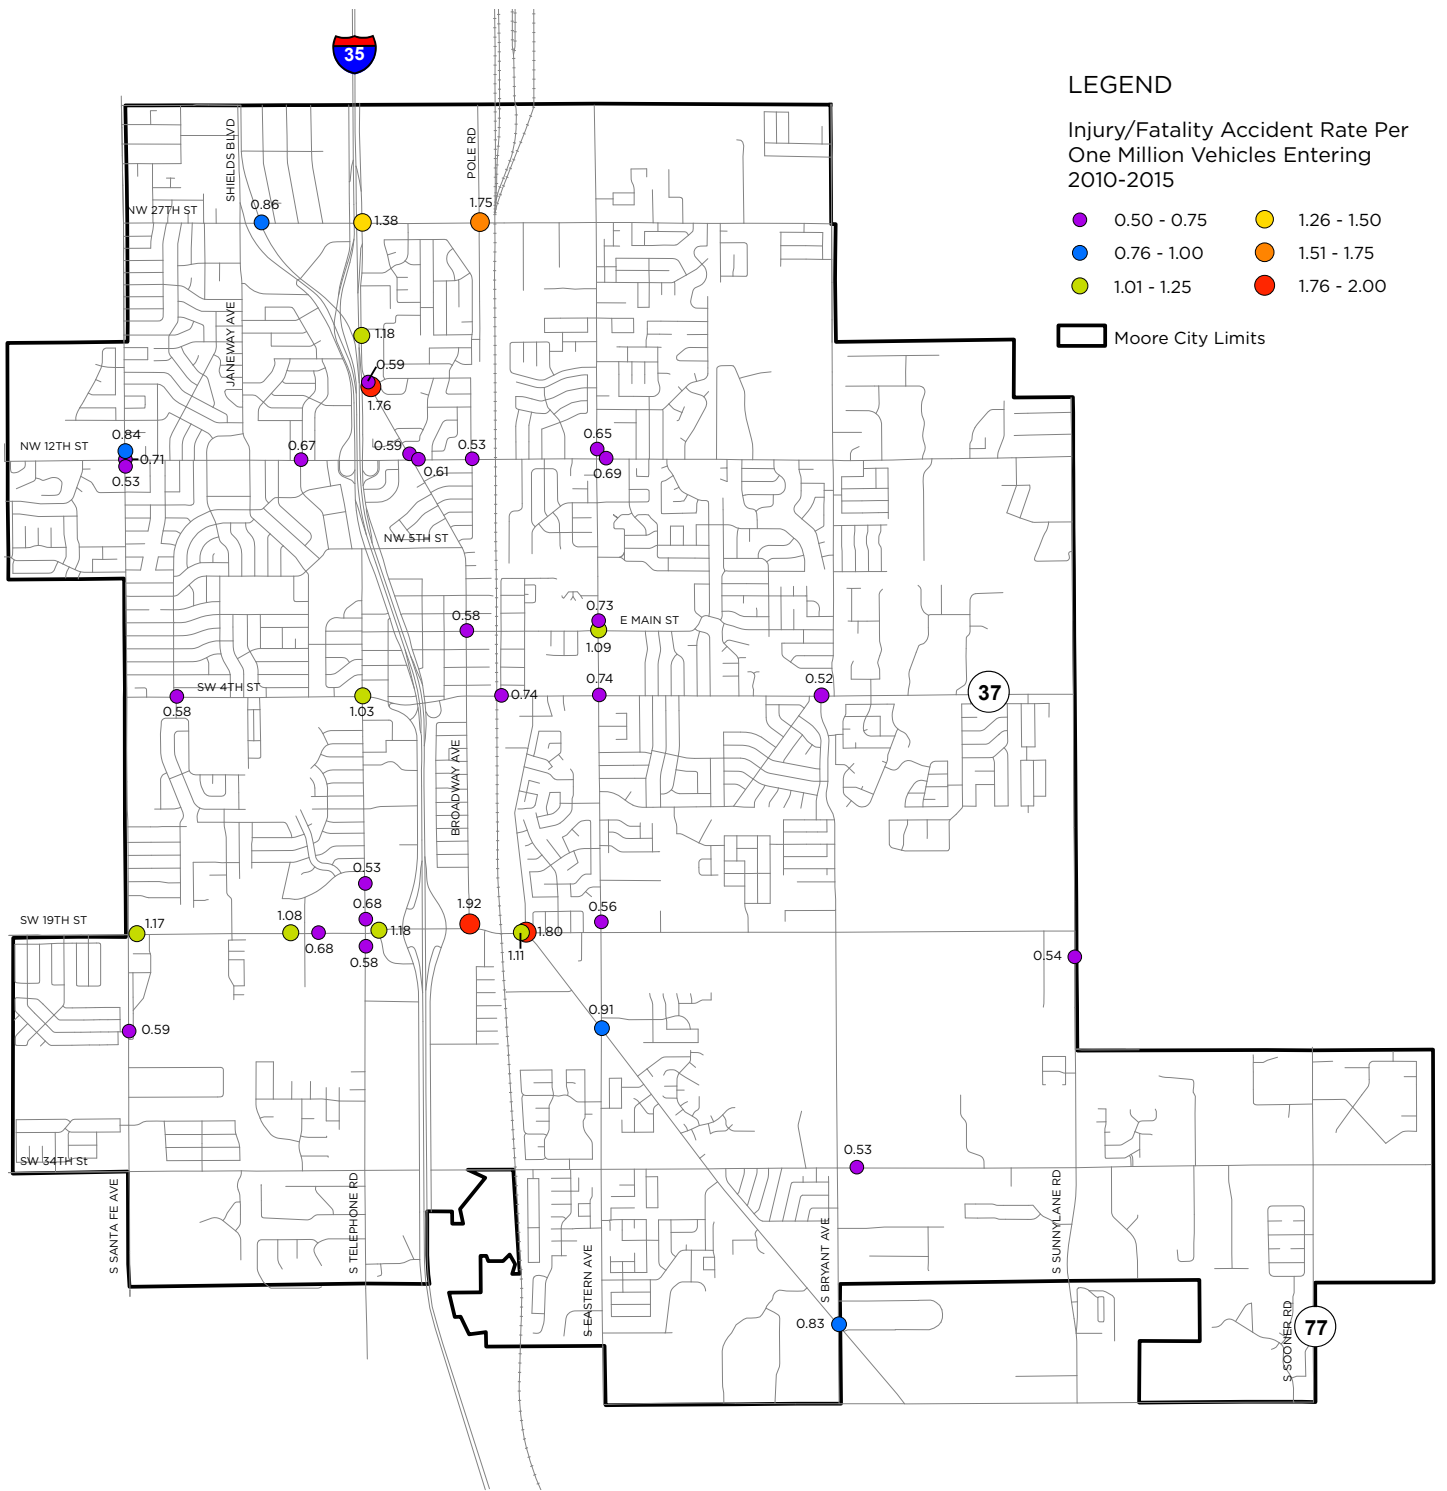 35
LEGEND
Injury/Fatality Accident Rate Per
One Million Vehicles Entering
2010-2015
0.50 - 0.75
1.26 - 1.50
0.76 - 1.00
1.51 - 1.75
1.01 - 1.25
1.76 - 2.00
Moore City Limits
SHIELDS BLVD
POLE RD
NW 27TH ST
0.86
1.38
1.75
JANEWAY AVE
1.18
0.59
1.76
NW 12TH ST
0.84
0.71
0.53
0.67
0.59
0.61
0.53
0.65
0.69
NW 5TH ST
0.58
0.73
E MAIN ST
1.09
SW 4TH ST
0.58
1.03
0.74
0.74
0.52
37
BROADWAY AVE
0.53
SW 19TH ST
1.17
1.08
0.68
0.68
1.18
0.58
1.92
1.80
1.11
0.56
0.54
0.59
0.91
SW 34TH St
0.53
S SANTA FE AVE
S TELEPHONE RD
S EASTERN AVE
S BRYANT AVE
S SUNNYLANE RD
S SOONER RD
0.83
77